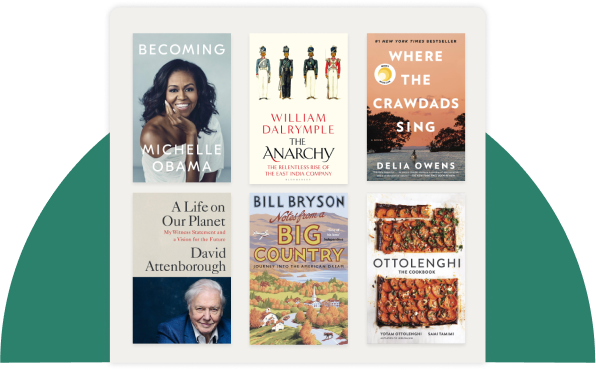 BECOMING
MICHELLE
OBAMA
WILLIAM
DALRYMPLE
THE
ANARCHY
THE RELENTLESS RISE OF
THE EAST INDIA COMPANY
BLOOMSBURY
#1 NEW YORK TIMES BESTSELLER
WHERE
THE
CRAWDADS
SING
A NOVEL
DELIA OWENS
A Life on
Our Planet
My Witness Statement and
a Vision for the Future
David
Attenborough
BILL BRYSON
Notes from a
BIG
COUNTRY
JOURNEY INTO THE AMERICAN DREAM
OTTOLENGHI
THE COOKBOOK
YOTAM OTTOLENGHI SAMI TAMIMI